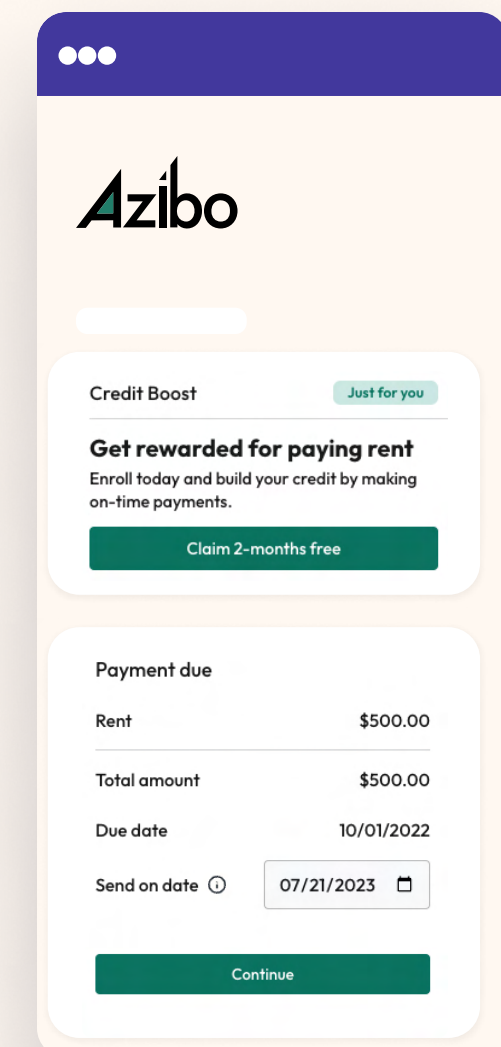 Azibo
Credit Boost
Just for you
Get rewarded for paying rent
Enroll today and build your credit by making
on-time payments.
Claim 2-months free
Payment due
Rent
$500.00
Total amount
$500.00
Due date
10/01/2022
Send on date
07/21/2023
Continue